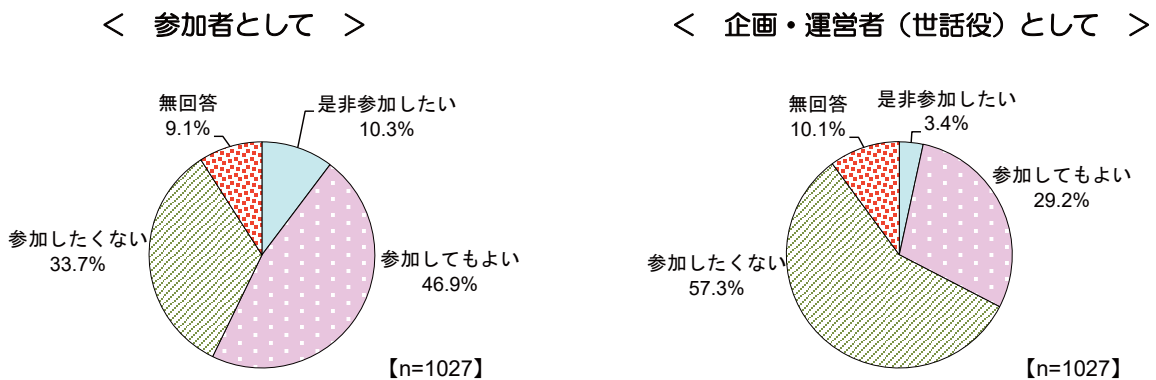 ＜　参加者として　＞
無回答
9.1%
是非参加したい
10.3%
参加したくない
33.7%
参加してもよい
46.9%
【n=1027】
＜　企画・運営者（世話役）として　＞
無回答
10.1%
是非参加したい
3.4%
参加してもよい
29.2%
参加したくない
57.3%
【n=1027】